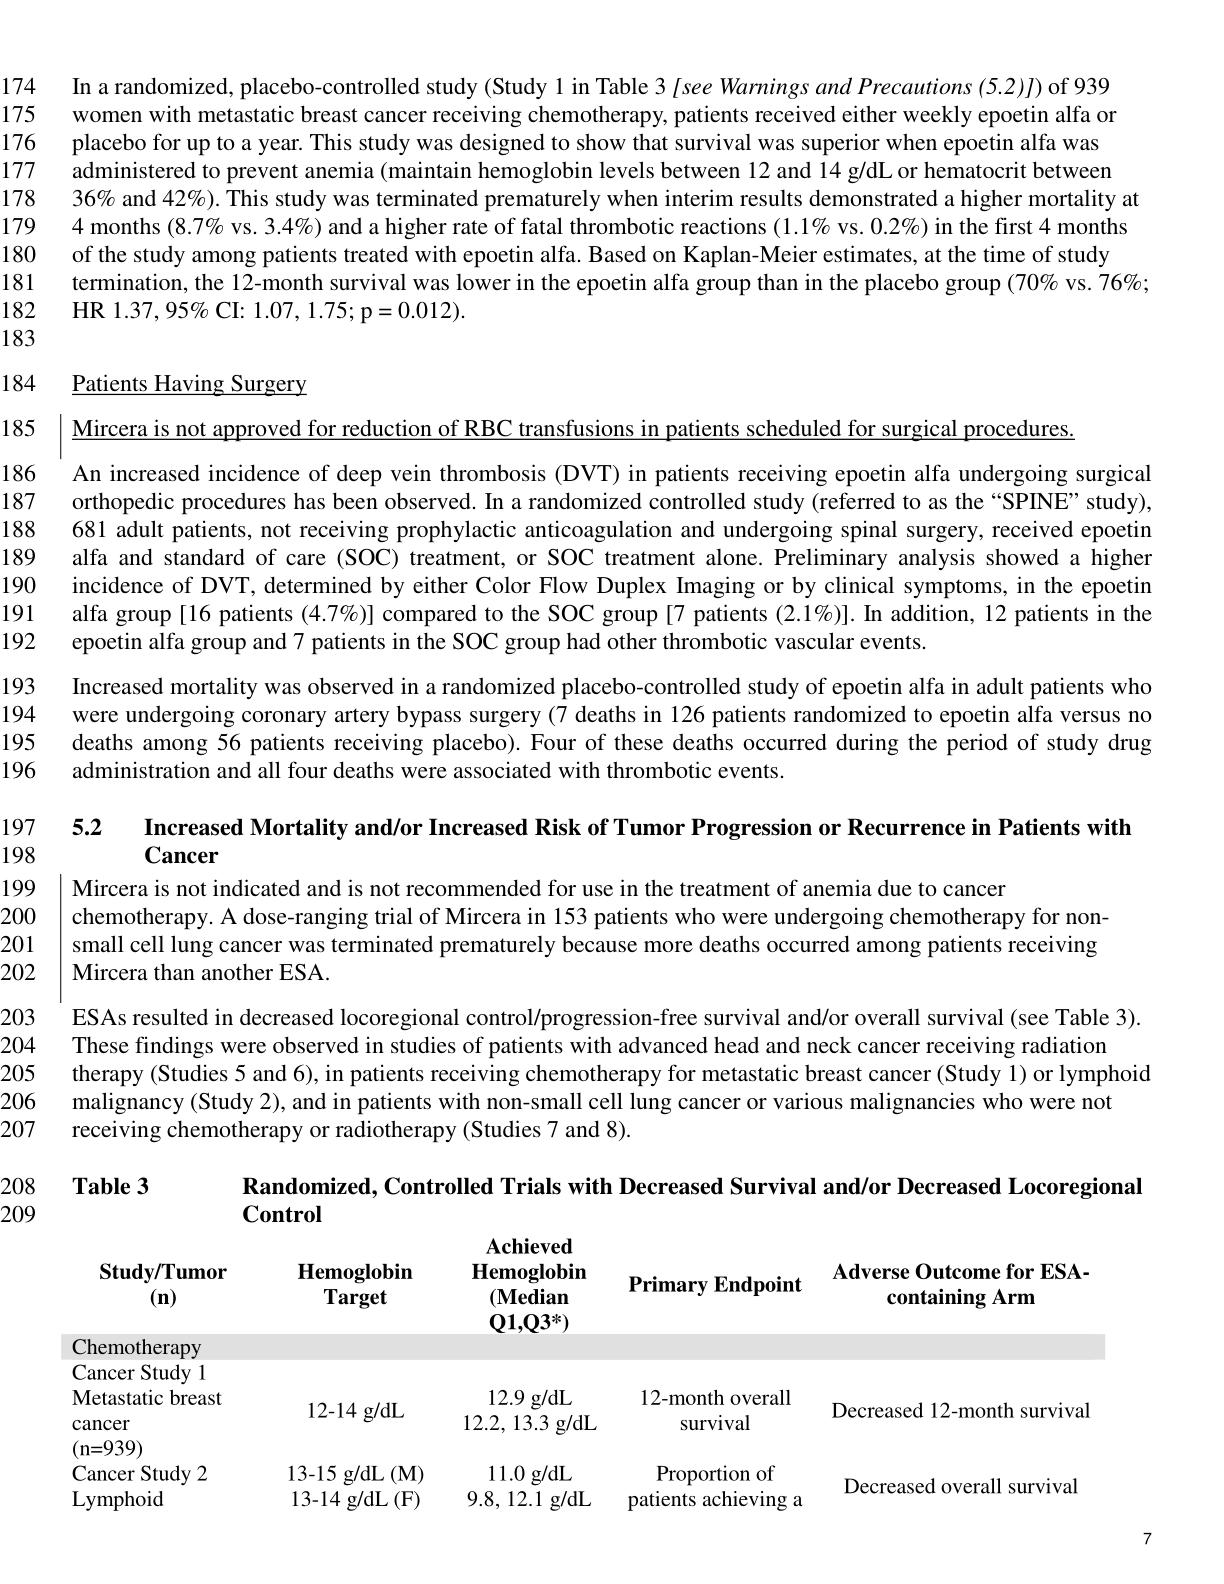 174 In a randomized, placebo-controlled study (Study 1 in Table 3 [see Warnings and Precautions (5.2)]) of 939
175 women with metastatic breast cancer receiving chemotherapy, patients received either weekly epoetin alfa or
176 placebo for up to a year. This study was designed to show that survival was superior when epoetin alfa was
177 administered to prevent anemia (maintain hemoglobin levels between 12 and 14 g/dL or hematocrit between
178 36% and 42%). This study was terminated prematurely when interim results demonstrated a higher mortality at
179 4 months (8.7% vs. 3.4%) and a higher rate of fatal thrombotic reactions (1.1% vs. 0.2%) in the first 4 months
180 of the study among patients treated with epoetin alfa. Based on Kaplan-Meier estimates, at the time of study
181 termination, the 12-month survival was lower in the epoetin alfa group than in the placebo group (70% vs. 76%;
182 HR 1.37, 95% CI: 1.07, 1.75; p = 0.012).
183
184 Patients Having Surgery
185 Mircera is not approved for reduction of RBC transfusions in patients scheduled for surgical procedures.
186 An increased incidence of deep vein thrombosis (DVT) in patients receiving epoetin alfa undergoing surgical
187 orthopedic procedures has been observed. In a randomized controlled study (referred to as the “SPINE” study),
188 681 adult patients, not receiving prophylactic anticoagulation and undergoing spinal surgery, received epoetin
189 alfa and standard of care (SOC) treatment, or SOC treatment alone. Preliminary analysis showed a higher
190 incidence of DVT, determined by either Color Flow Duplex Imaging or by clinical symptoms, in the epoetin
191 alfa group [16 patients (4.7%)] compared to the SOC group [7 patients (2.1%)]. In addition, 12 patients in the
192 epoetin alfa group and 7 patients in the SOC group had other thrombotic vascular events.
193 Increased mortality was observed in a randomized placebo-controlled study of epoetin alfa in adult patients who
194 were undergoing coronary artery bypass surgery (7 deaths in 126 patients randomized to epoetin alfa versus no
195 deaths among 56 patients receiving placebo). Four of these deaths occurred during the period of study drug
196 administration and all four deaths were associated with thrombotic events.
197 5.2 Increased Mortality and/or Increased Risk of Tumor Progression or Recurrence in Patients with
198 Cancer
199 Mircera is not indicated and is not recommended for use in the treatment of anemia due to cancer
200 chemotherapy. A dose-ranging trial of Mircera in 153 patients who were undergoing chemotherapy for non-
201 small cell lung cancer was terminated prematurely because more deaths occurred among patients receiving
202 Mircera than another ESA.
203 ESAs resulted in decreased locoregional control/progression-free survival and/or overall survival (see Table 3).
204 These findings were observed in studies of patients with advanced head and neck cancer receiving radiation
205 therapy (Studies 5 and 6), in patients receiving chemotherapy for metastatic breast cancer (Study 1) or lymphoid
206 malignancy (Study 2), and in patients with non-small cell lung cancer or various malignancies who were not
207 receiving chemotherapy or radiotherapy (Studies 7 and 8).
208 Table 3 Randomized, Controlled Trials with Decreased Survival and/or Decreased Locoregional
209 Control
Study/Tumor
(n)
Hemoglobin
Target
Achieved
Hemoglobin
(Median
Q1,Q3*)
Primary Endpoint
Adverse Outcome for ESA-
containing Arm
Chemotherapy
Cancer Study 1
Metastatic breast
cancer
(n=939)
12-14 g/dL
12.9 g/dL
12.2, 13.3 g/dL
12-month overall
survival
Decreased 12-month survival
Cancer Study 2
Lymphoid
13-15 g/dL (M)
13-14 g/dL (F)
11.0 g/dL
9.8, 12.1 g/dL
Proportion of
patients achieving a
Decreased overall survival
7